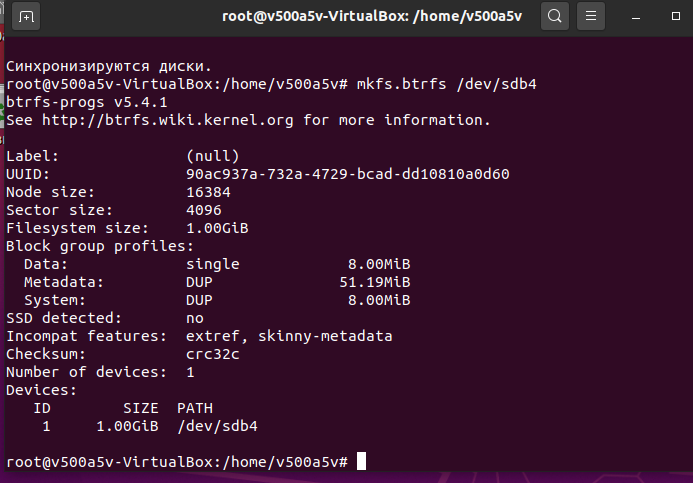 root@v500a5v-VirtualBox: /home/v500a5v
Синхронизируются диски.
root@v500a5v-VirtualBox:/home/v500a5v# mkfs.btrfs /dev/sdb4
btrfs-progs v5.4.1
See http://btrfs.wiki.kernel.org for more information.
Label: (null)
UUID: 90ac937a-732a-4729-bcad-dd10810a0d60
Node size: 16384
Sector size: 4096
Filesystem size: 1.00GiB
Block group profiles:
Data: single 8.00MiB
Metadata: DUP 51.19MiB
System: DUP 8.00MiB
SSD detected: no
Incompat features: extref, skinny-metadata
Checksum: crc32c
Number of devices: 1
Devices:
ID SIZE PATH
1 1.00GiB /dev/sdb4
root@v500a5v-VirtualBox:/home/v500a5v#